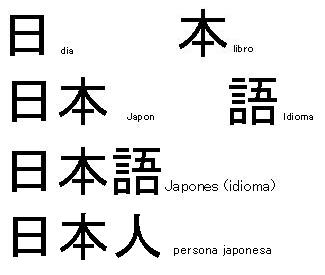 日 dia 本 libro
日本 Japon 語 Idioma
日本語 Japones (idioma)
日本人 persona japonesa